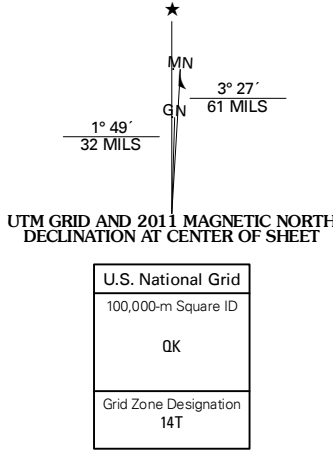 ★
MN
3° 27´
61 MILS
GN
1° 49´
32 MILS
UTM GRID AND 2011 MAGNETIC NORTH
DECLINATION AT CENTER OF SHEET
U.S. National Grid
100,000-m Square ID
QK
Grid Zone Designation
14T